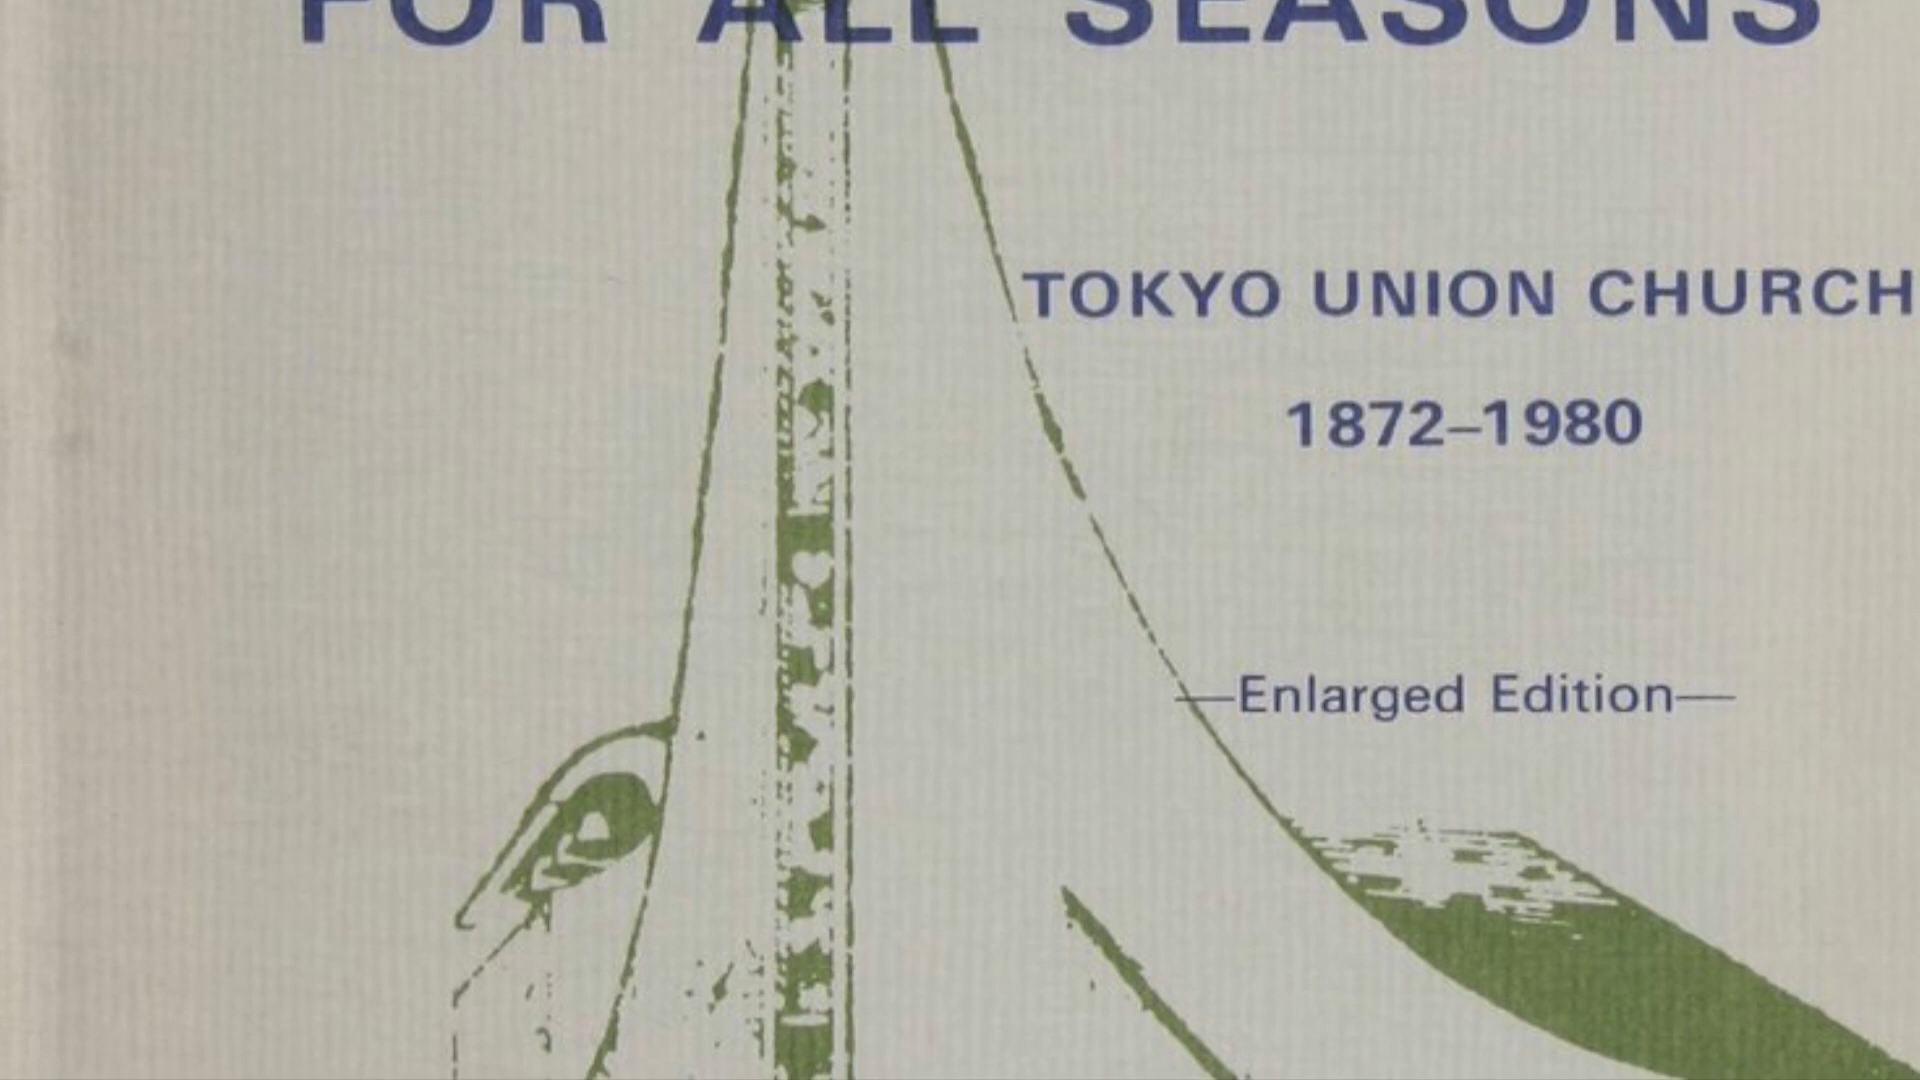 FOR ALL SEASONS
TOKYO UNION CHURCH
1872–1980
—Enlarged Edition—